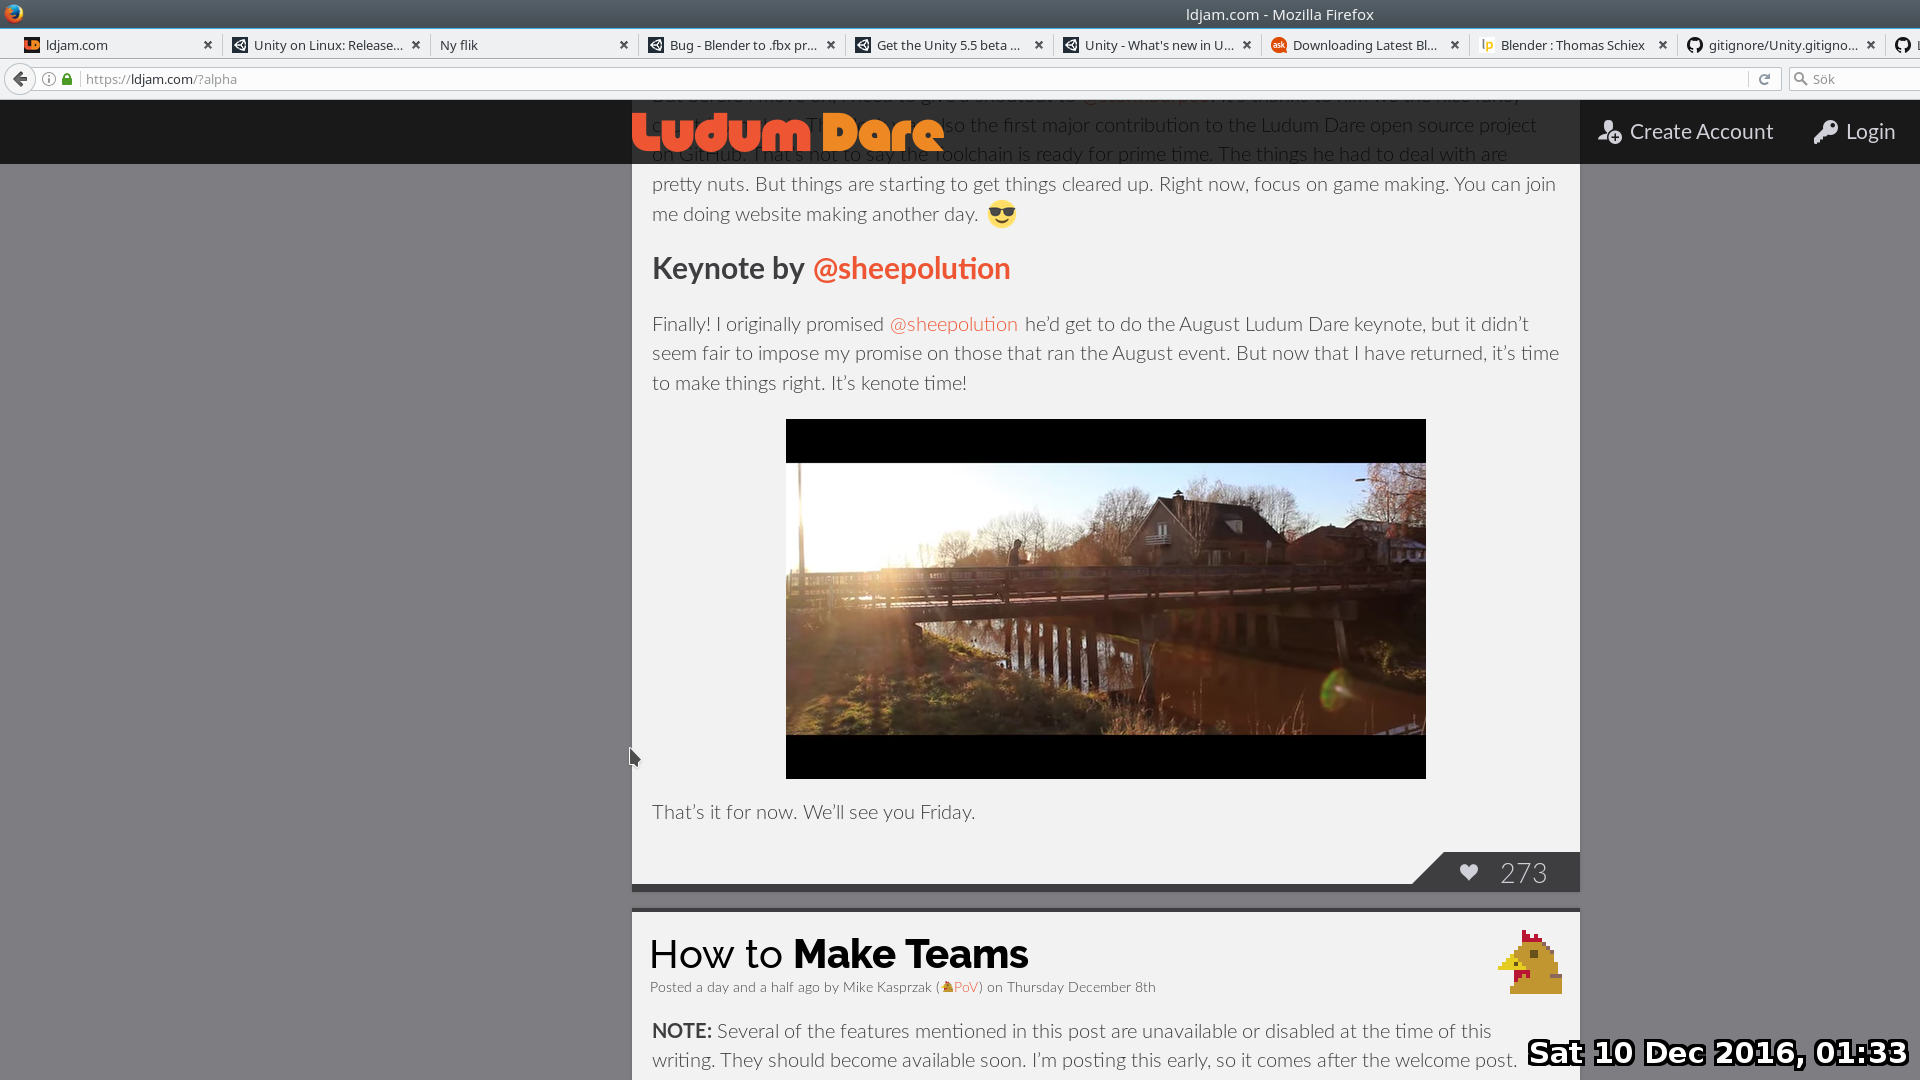 ldjam.com - Mozilla Firefox
ldjam.com
Unity on Linux: Release...
Ny flik
Bug - Blender to .fbx pr...
Get the Unity 5.5 beta ...
Unity - What's new in U...
Downloading Latest Bl...
Blender : Thomas Schiex
gitignore/Unity.gitigno...
https://ldjam.com/?alpha
Sök
Ludum Dare
Create Account
Login
also the first major contribution to the Ludum Dare open source project
on GitHub. That's not to say the Toolchain is ready for prime time. The things he had to deal with are
pretty nuts. But things are starting to get things cleared up. Right now, focus on game making. You can join
me doing website making another day.
Keynote by @sheepolution
Finally! I originally promised @sheepolution he’d get to do the August Ludum Dare keynote, but it didn’t
seem fair to impose my promise on those that ran the August event. But now that I have returned, it’s time
to make things right. It’s kenote time!
That’s it for now. We’ll see you Friday.
273
How to Make Teams
Posted a day and a half ago by Mike Kasprzak (PoV) on Thursday December 8th
NOTE: Several of the features mentioned in this post are unavailable or disabled at the time of this
writing. They should become available soon. I’m posting this early, so it comes after the welcome post.
Sat 10 Dec 2016, 01:33